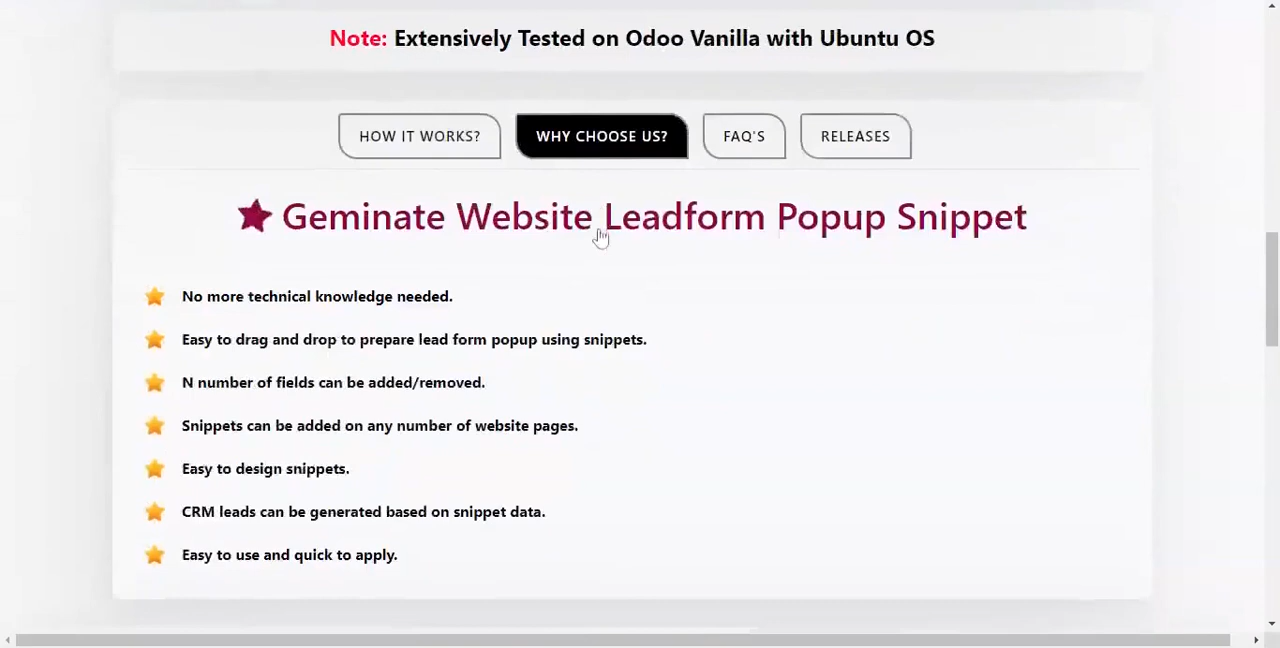 Note: Extensively Tested on Odoo Vanilla with Ubuntu OS
HOW IT WORKS? WHY CHOOSE US? FAQ'S RELEASES
Geminate Website Leadform Popup Snippet
No more technical knowledge needed.
Easy to drag and drop to prepare lead form popup using snippets.
N number of fields can be added/removed.
Snippets can be added on any number of website pages.
Easy to design snippets.
CRM leads can be generated based on snippet data.
Easy to use and quick to apply.